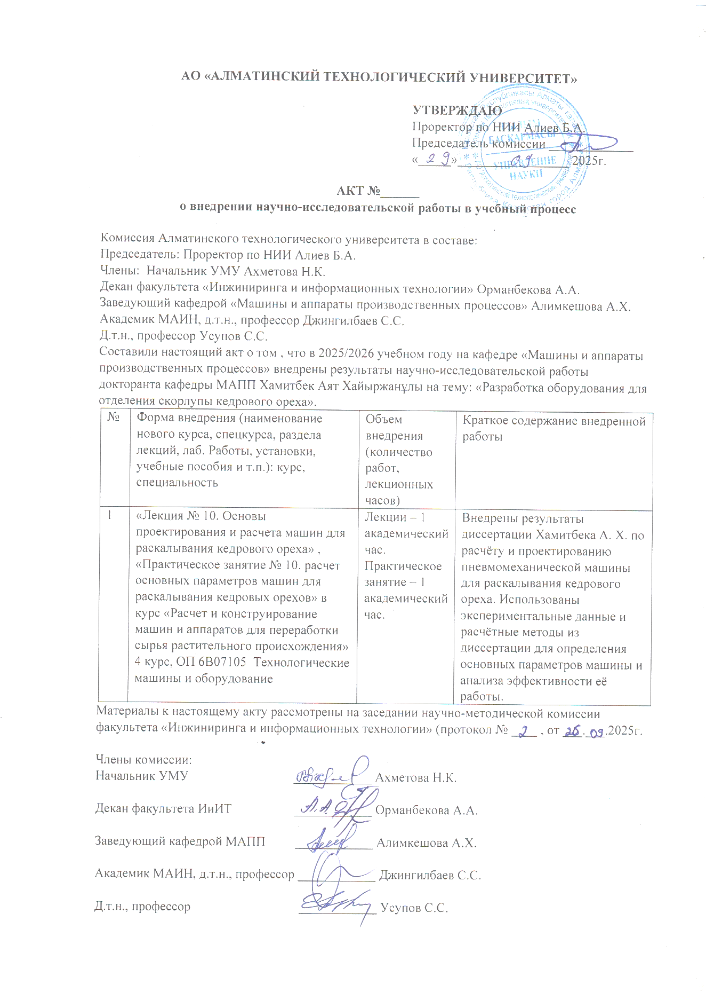 АО «АЛМАТИНСКИЙ ТЕХНОЛОГИЧЕСКИЙ УНИВЕРСИТЕТ»
УТВЕРЖДАЮ
Проректор по НИИ Алиев Б.А.
Председатель комиссии ____________
«_29_»________09________2025г.
БАСҚАРМАСЫ
УПРАВЛЕНИЕ
НАУКИ
АКТ №______
о внедрении научно-исследовательской работы в учебный процесс
Комиссия Алматинского технологического университета в составе:
Председатель: Проректор по НИИ Алиев Б.А.
Члены: Начальник УМУ Ахметова Н.К.
Декан факультета «Инжиниринга и информационных технологии» Орманбекова А.А.
Заведующий кафедрой «Машины и аппараты производственных процессов» Алимкешова А.Х.
Академик МАИН, д.т.н., профессор Джингилбаев С.С.
Д.т.н., профессор Усупов С.С.
Составили настоящий акт о том , что в 2025/2026 учебном году на кафедре «Машины и аппараты
производственных процессов» внедрены результаты научно-исследовательской работы
докторанта кафедры МАПП Хамитбек Аят Хайыржанұлы на тему: «Разработка оборудования для
отделения скорлупы кедрового ореха».
№
Форма внедрения (наименование
нового курса, спецкурса, раздела
лекций, лаб. Работы, установки,
учебные пособия и т.п.): курс,
специальность
Объем
внедрения
(количество
работ,
лекционных
часов)
Краткое содержание внедренной
работы
1
«Лекция № 10. Основы
проектирования и расчета машин для
раскалывания кедрового ореха» ,
«Практическое занятие № 10. расчет
основных параметров машин для
раскалывания кедровых орехов» в
курс «Расчет и конструирование
машин и аппаратов для переработки
сырья растительного происхождения»
4 курс, ОП 6В07105 Технологические
машины и оборудование
Лекции – 1
академический
час.
Практическое
занятие – 1
академический
час.
Внедрены результаты
диссертации Хамитбека А. Х. по
расчёту и проектированию
пневмомеханической машины
для раскалывания кедрового
ореха. Использованы
экспериментальные данные и
расчётные методы из
диссертации для определения
основных параметров машины и
анализа эффективности её
работы.
Материалы к настоящему акту рассмотрены на заседании научно-методической комиссии
факультета «Инжиниринга и информационных технологии» (протокол № _2_ , от 26.09.2025г.
Члены комиссии:
Начальник УМУ ____________ Ахметова Н.К.
Декан факультета ИиИТ ____________ Орманбекова А.А.
Заведующий кафедрой МАПП ____________ Алимкешова А.Х.
Академик МАИН, д.т.н., профессор ____________ Джингилбаев С.С.
Д.т.н., профессор ____________ Усупов С.С.